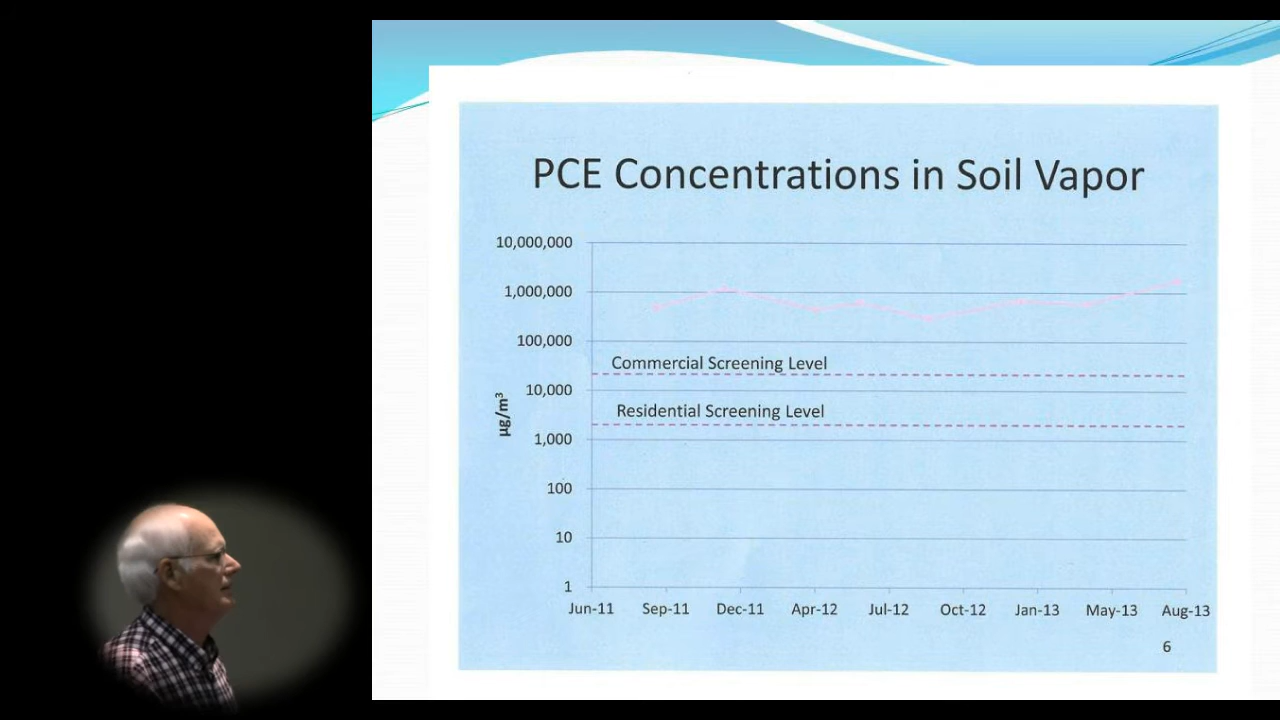 PCE Concentrations in Soil Vapor
10,000,000
1,000,000
100,000
Commercial Screening Level
10,000
Residential Screening Level
µg/m³
1,000
100
10
1
Jun-11 Sep-11 Dec-11 Apr-12 Jul-12 Oct-12 Jan-13 May-13 Aug-13
6